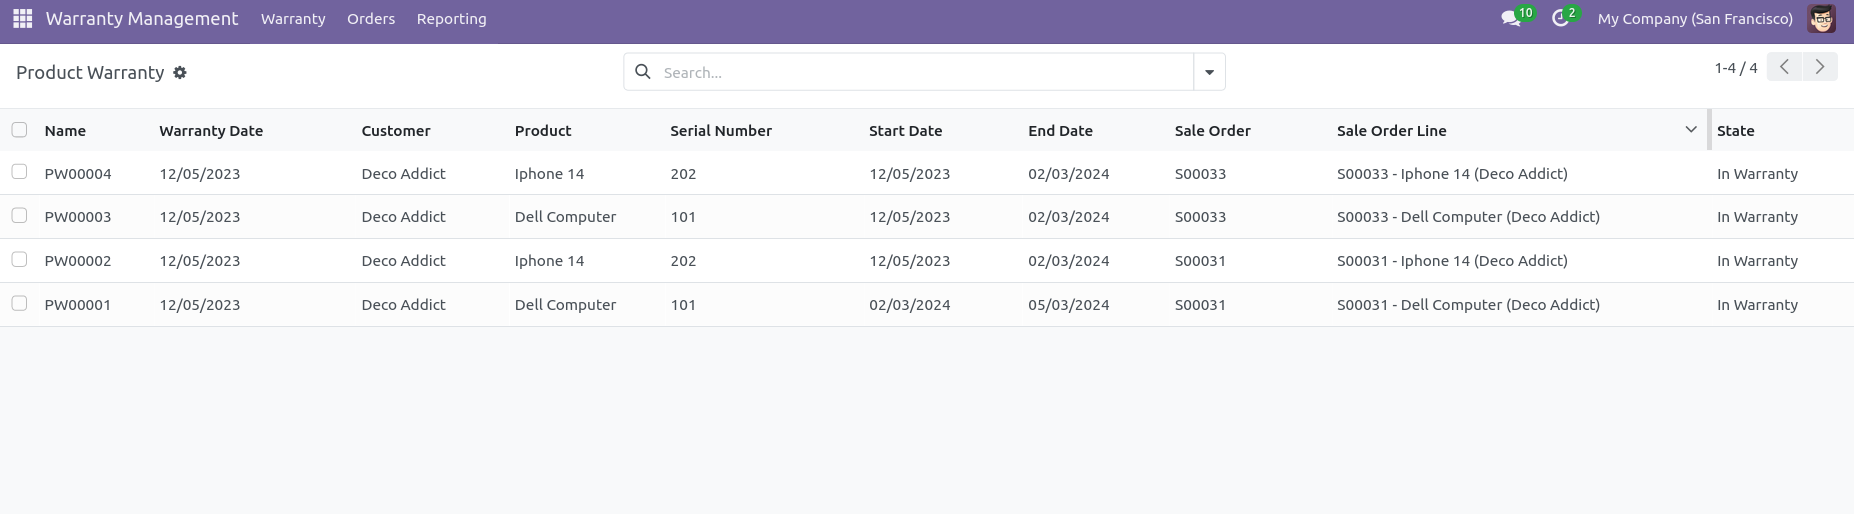 Warranty Management Warranty Orders Reporting 10 2 My Company (San Francisco)
Product Warranty Search... 1-4 / 4
Name Warranty Date Customer Product Serial Number Start Date End Date Sale Order Sale Order Line State
PW00004 12/05/2023 Deco Addict Iphone 14 202 12/05/2023 02/03/2024 S00033 S00033 - Iphone 14 (Deco Addict) In Warranty
PW00003 12/05/2023 Deco Addict Dell Computer 101 12/05/2023 02/03/2024 S00033 S00033 - Dell Computer (Deco Addict) In Warranty
PW00002 12/05/2023 Deco Addict Iphone 14 202 12/05/2023 02/03/2024 S00031 S00031 - Iphone 14 (Deco Addict) In Warranty
PW00001 12/05/2023 Deco Addict Dell Computer 101 02/03/2024 05/03/2024 S00031 S00031 - Dell Computer (Deco Addict) In Warranty